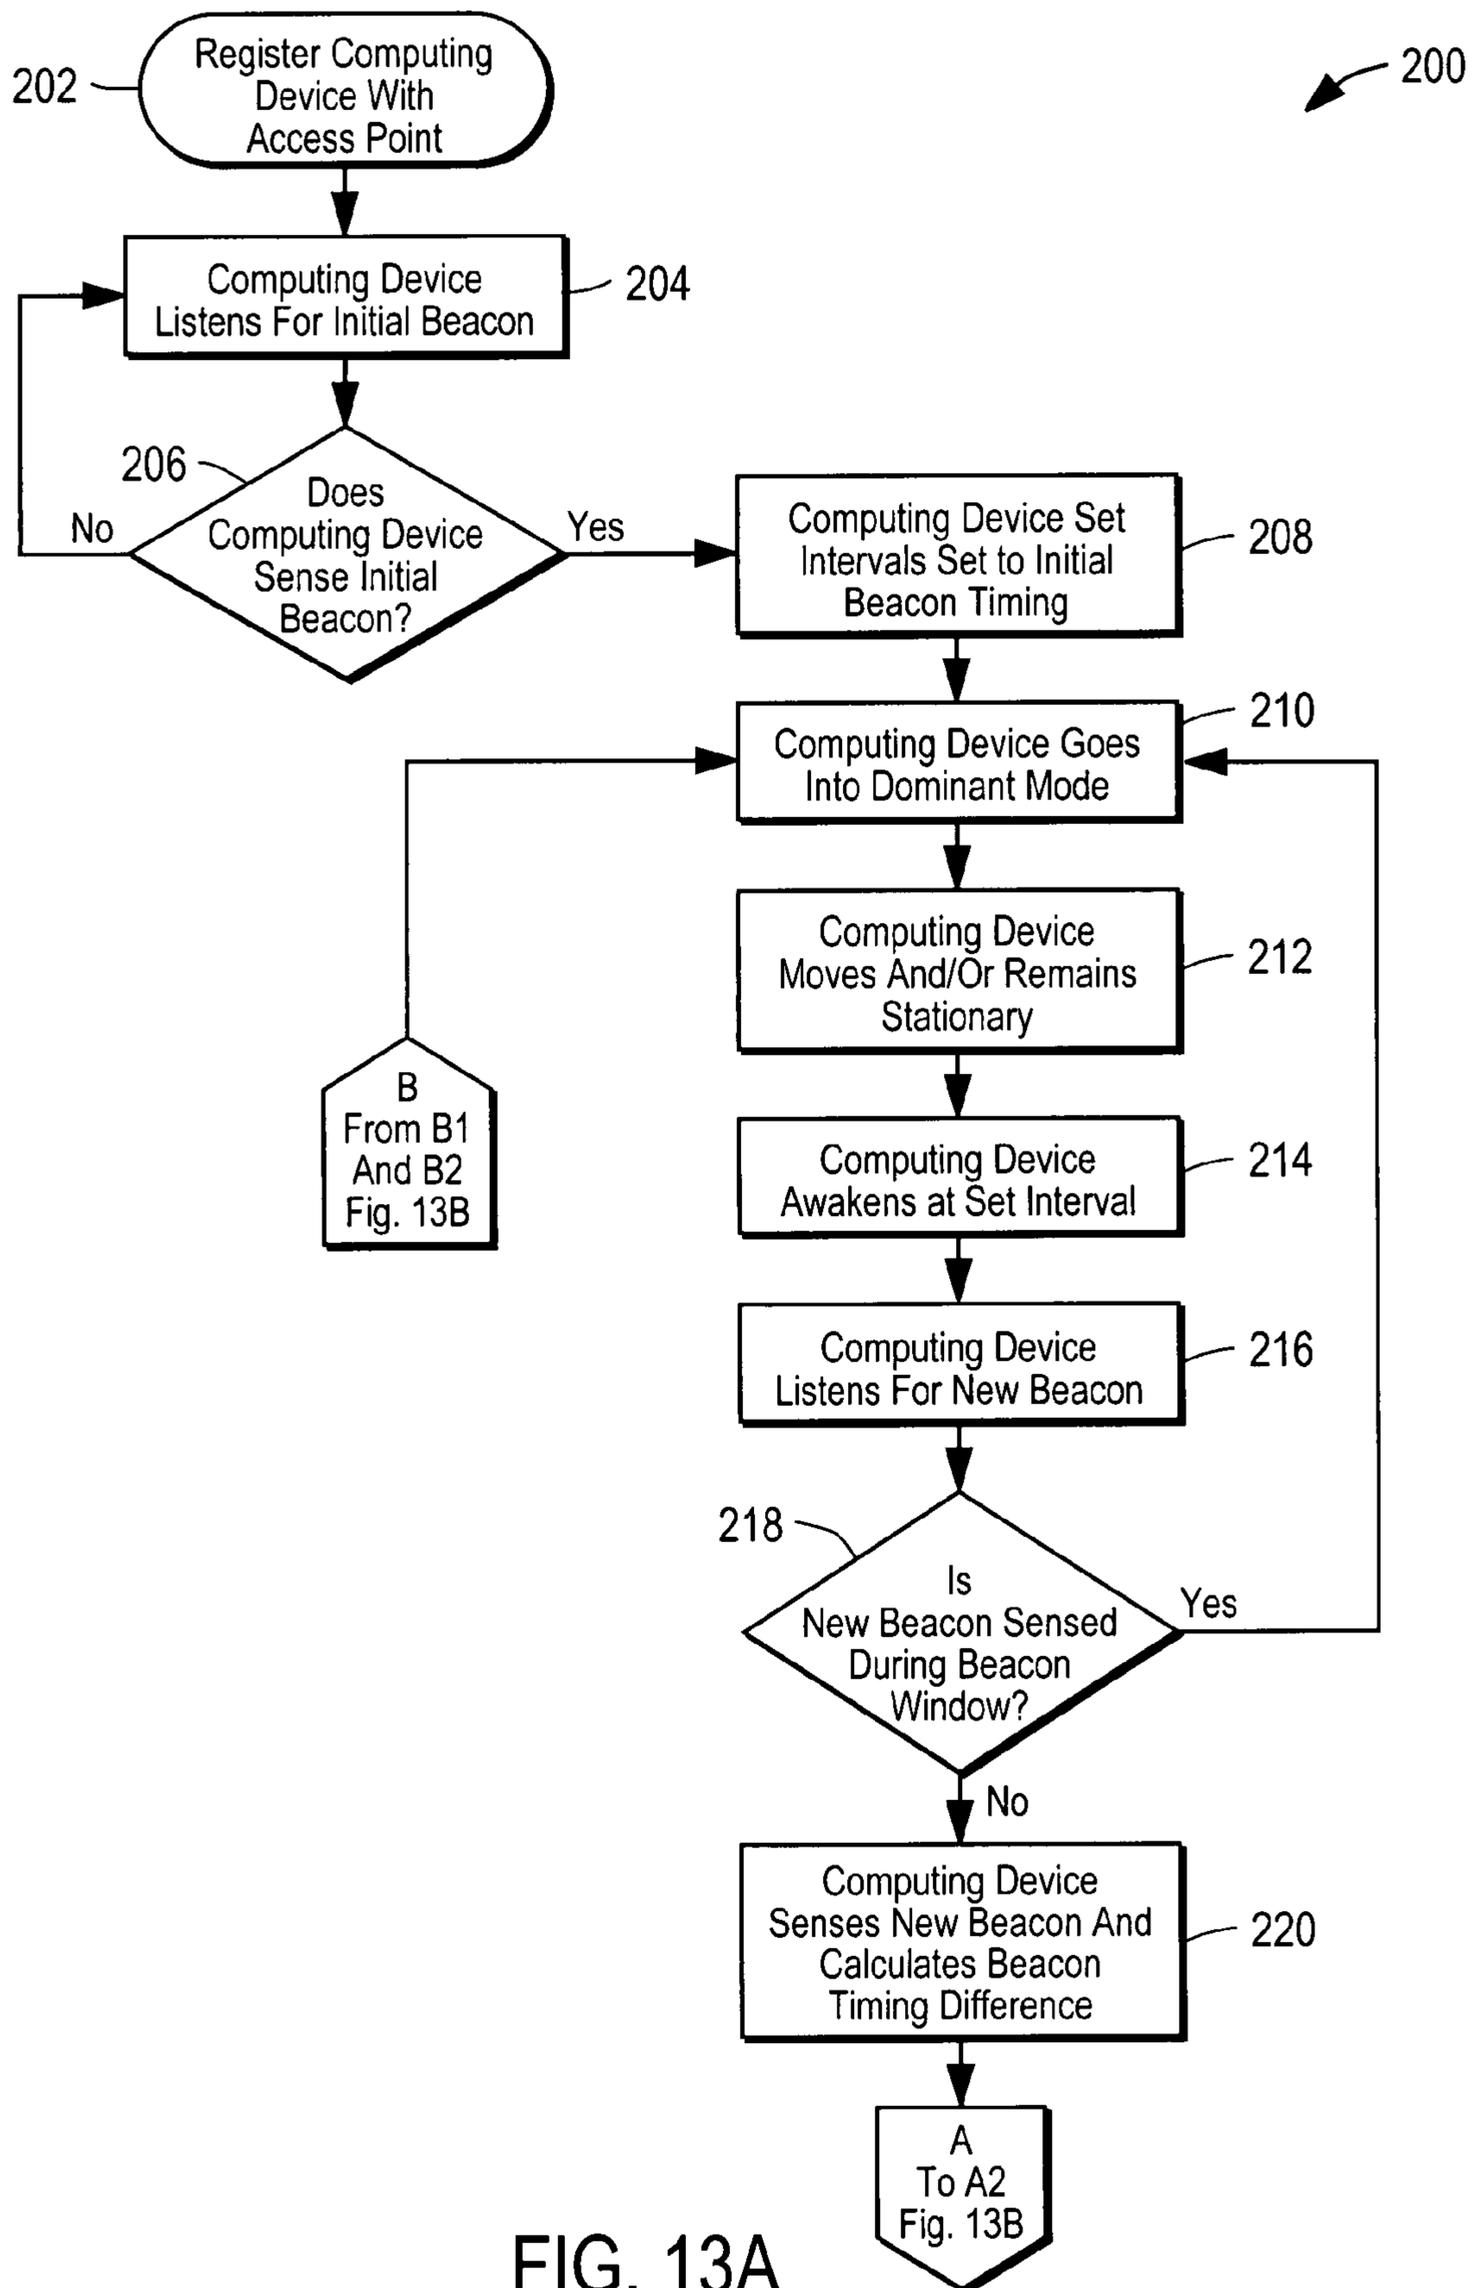 200
202
Register Computing
Device With
Access Point
Computing Device
Listens For Initial Beacon
204
206
Does
Computing Device
Sense Initial
Beacon?
No
Yes
Computing Device Set
Intervals Set to Initial
Beacon Timing
208
Computing Device Goes
Into Dominant Mode
210
Computing Device
Moves And/Or Remains
Stationary
212
B
From B1
And B2
Fig. 13B
Computing Device
Awakens at Set Interval
214
Computing Device
Listens For New Beacon
216
218
Is
New Beacon Sensed
During Beacon
Window?
Yes
No
Computing Device
Senses New Beacon And
Calculates Beacon
Timing Difference
220
A
To A2
Fig. 13B
FIG. 13A